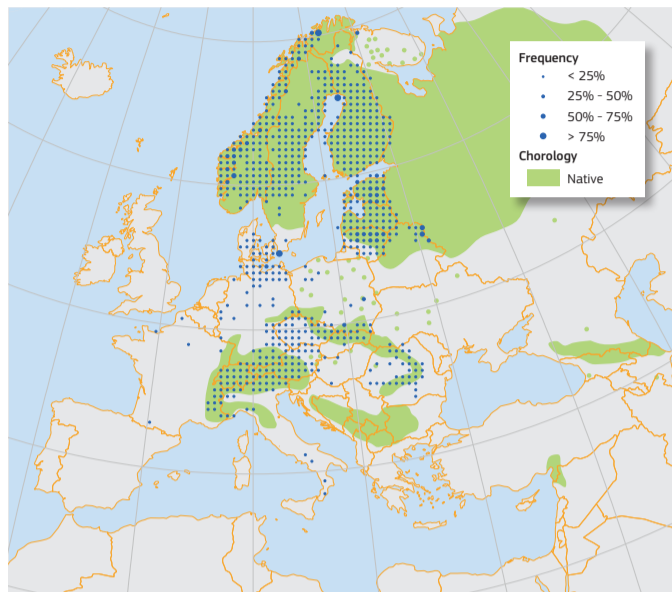 Frequency
< 25%
25% - 50%
50% - 75%
> 75%
Chorology
Native